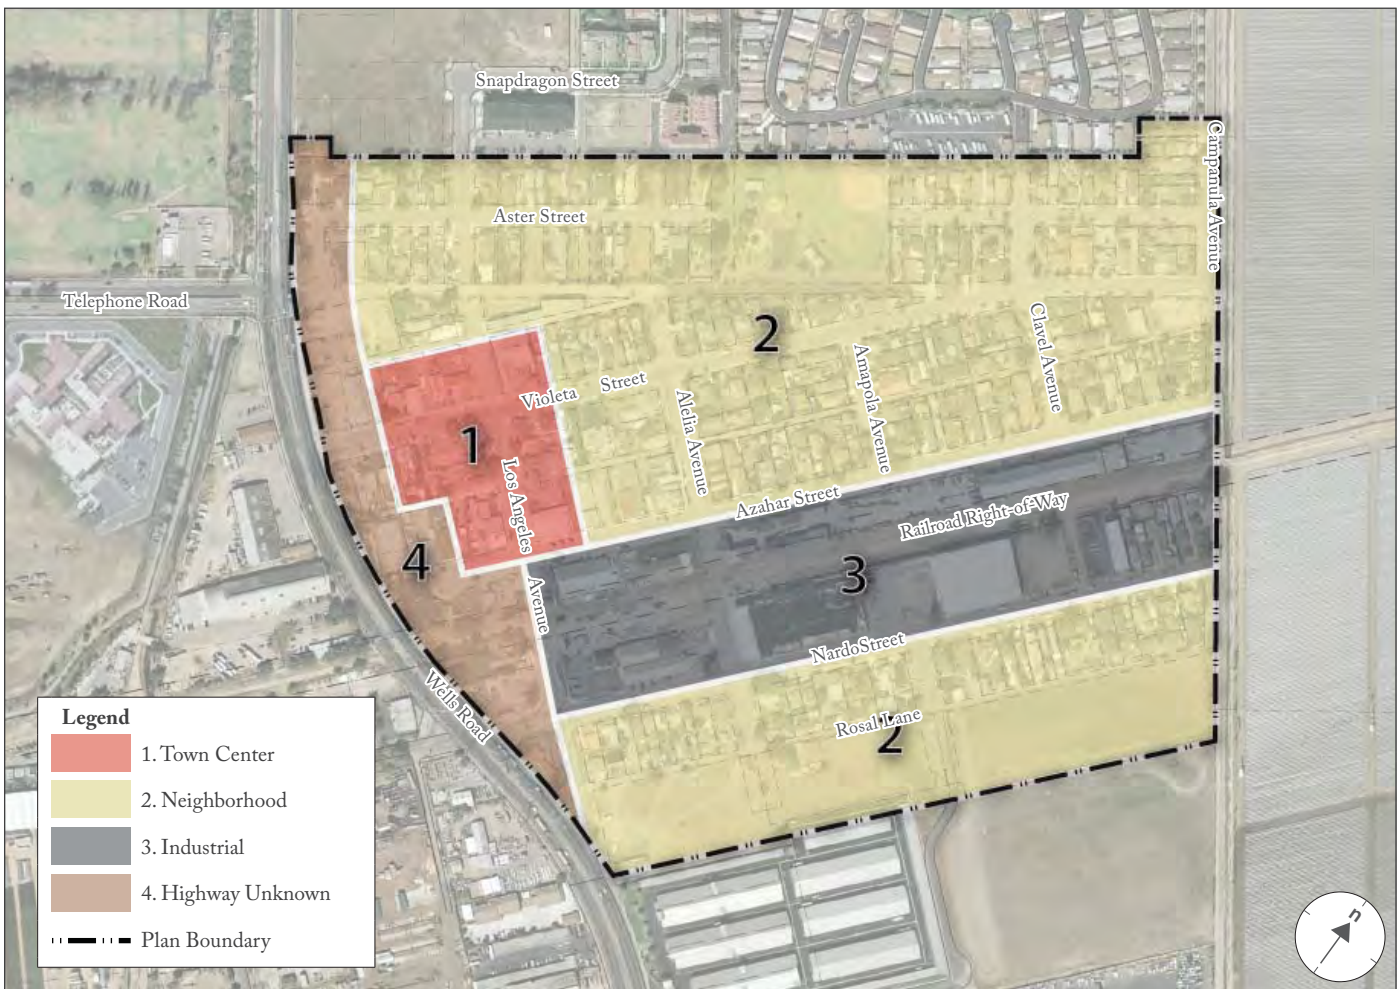 Snapdragon Street
Campanula Avenue
Aster Street
Telephone Road
2
Clavel Avenue
Amapola Avenue
Violeta Street
Alelia Avenue
1
Los Angeles
Avenue
Azahar Street
Railroad Right-of-Way
4
3
NardoStreet
Wells Road
Rosal Lane
2
Legend
1. Town Center
2. Neighborhood
3. Industrial
4. Highway Unknown
Plan Boundary
n